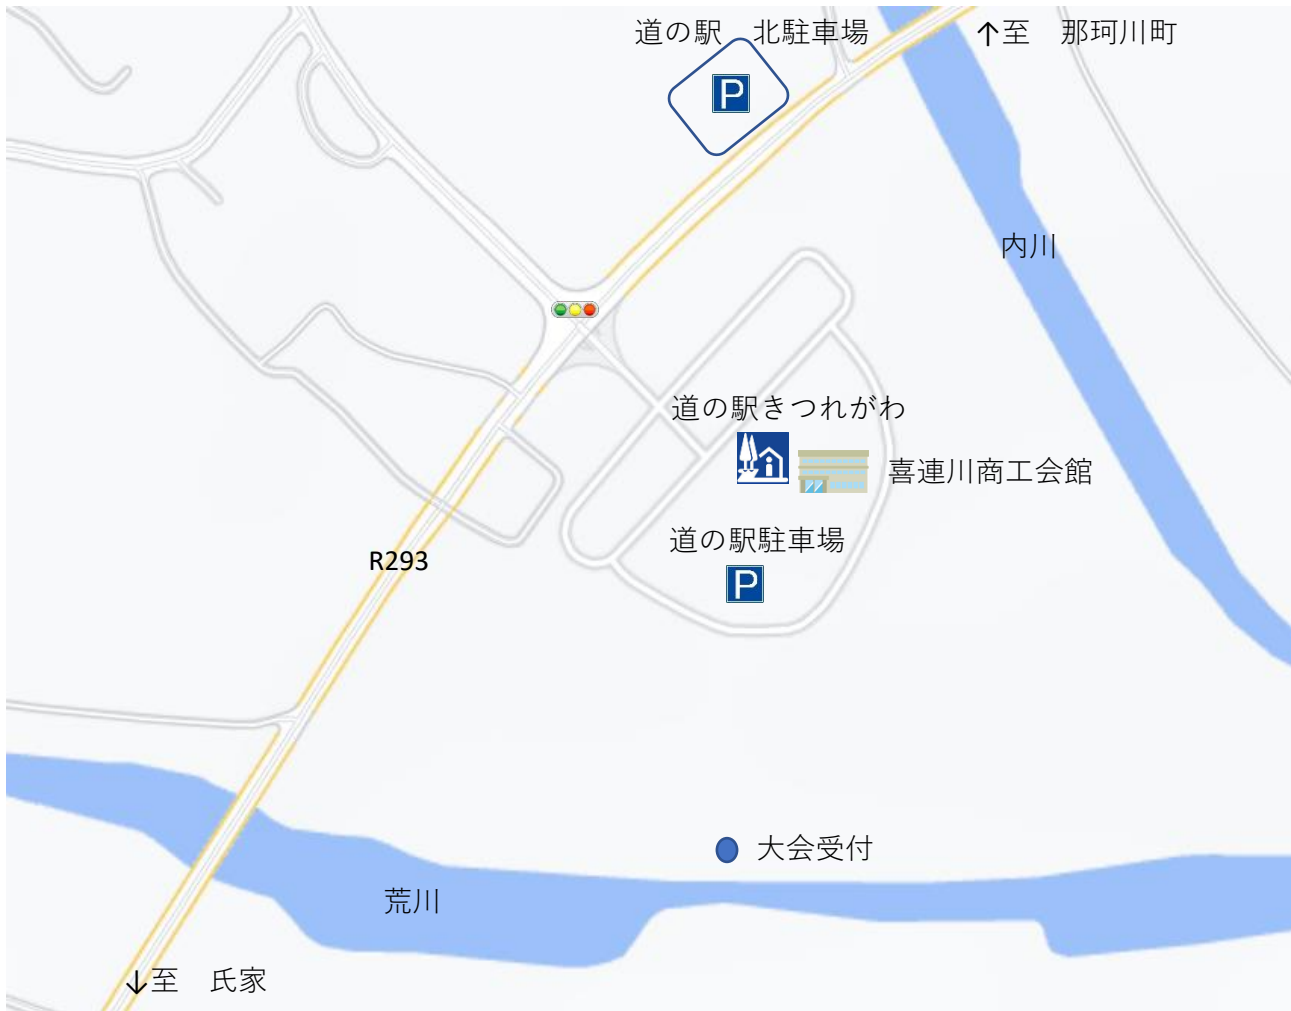 道の駅　北駐車場
↑至　那珂川町
P
内川
道の駅きつれがわ
喜連川商工会館
道の駅駐車場
R293
P
大会受付
荒川
↓至　氏家